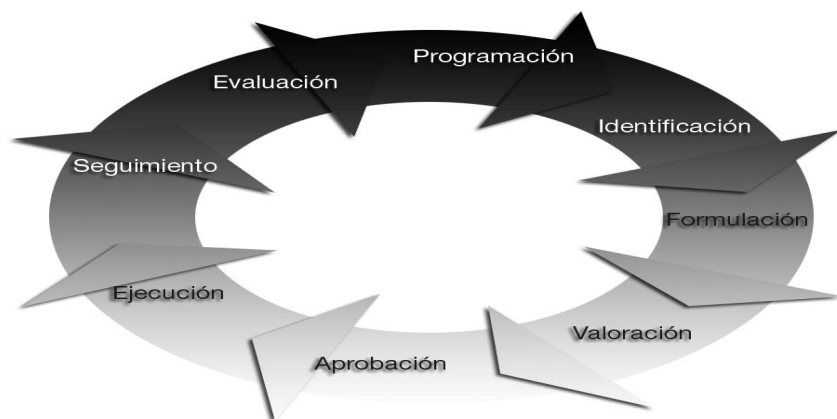 Programación
Identificación
Formulación
Valoración
Aprobación
Ejecución
Seguimiento
Evaluación